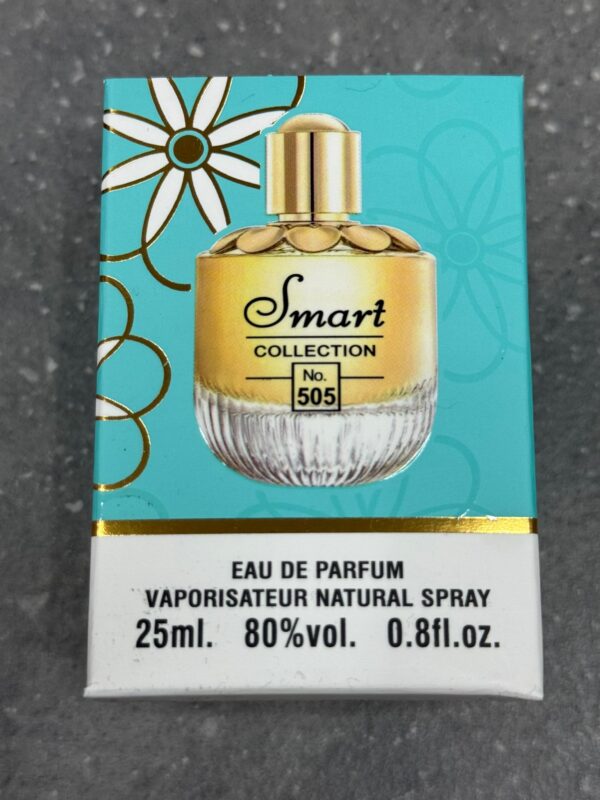 Smart
COLLECTION
No.
505
EAU DE PARFUM
VAPORISATEUR NATURAL SPRAY
25ml. 80%vol. 0.8fl.oz.